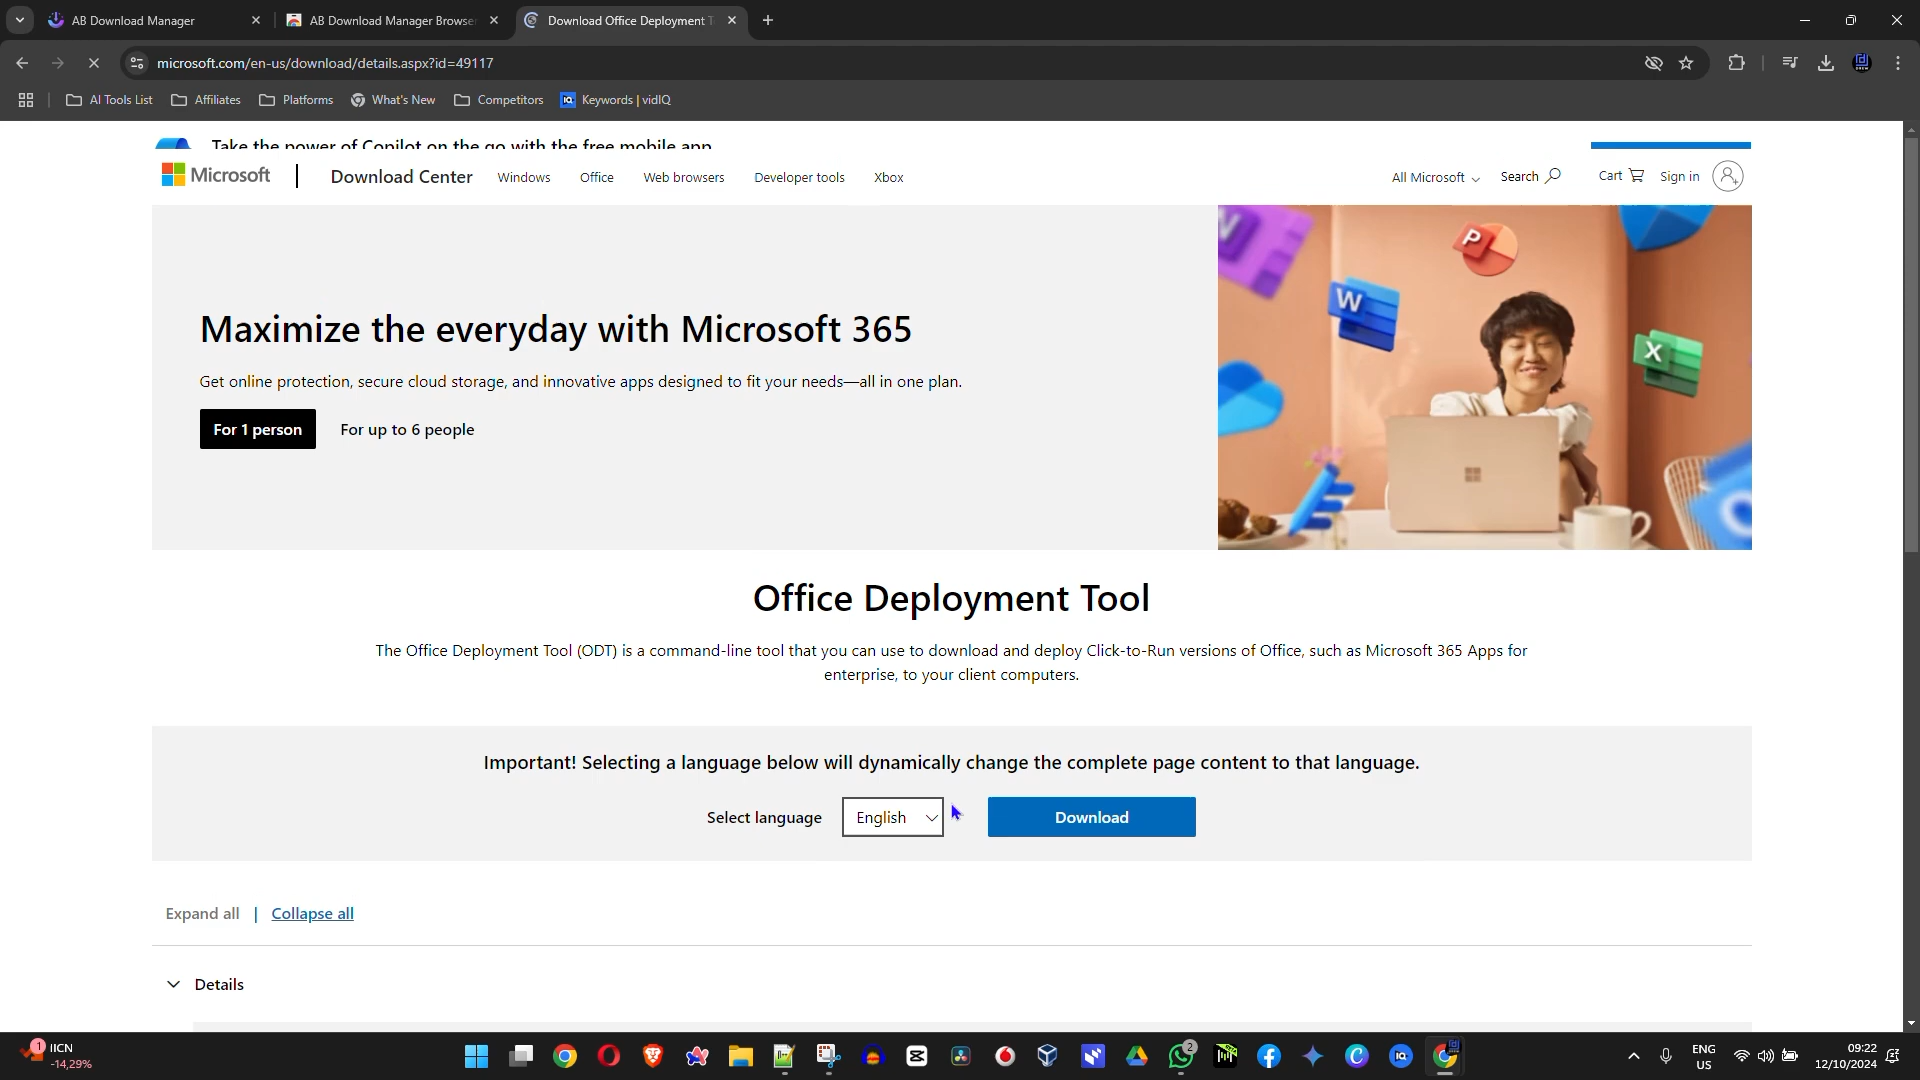 AB Download Manager
AB Download Manager Browse
Download Office Deployment T
microsoft.com/en-us/download/details.aspx?id=49117
AI Tools List
Affiliates
Platforms
What's New
Competitors
Keywords | vidIQ
Take the power of Copilot on the go with the free mobile app
Microsoft
Download Center
Windows
Office
Web browsers
Developer tools
Xbox
All Microsoft
Search
Cart
Sign in
Maximize the everyday with Microsoft 365
Get online protection, secure cloud storage, and innovative apps designed to fit your needs—all in one plan.
For 1 person
For up to 6 people
W
P
X
Office Deployment Tool
The Office Deployment Tool (ODT) is a command-line tool that you can use to download and deploy Click-to-Run versions of Office, such as Microsoft 365 Apps for
enterprise, to your client computers.
Important! Selecting a language below will dynamically change the complete page content to that language.
Select language
English
Download
Expand all | Collapse all
Details
1
IICN
-14,29%
2
ENG
US
09:22
12/10/2024